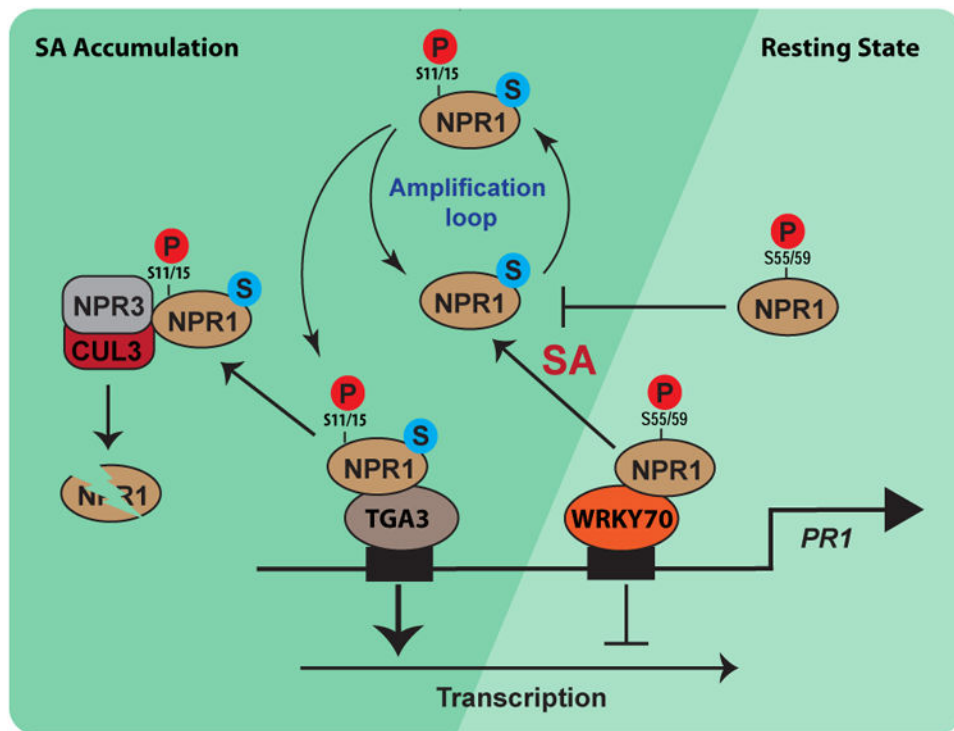 SA Accumulation
Resting State
P
S11/15
S
NPR1
Amplification
loop
P
S55/59
NPR1
S
NPR1
P
S11/15
S
NPR3
NPR1
CUL3
SA
P
S11/15
S
NPR1
TGA3
P
S55/59
NPR1
WRKY70
NPR1
PR1
Transcription